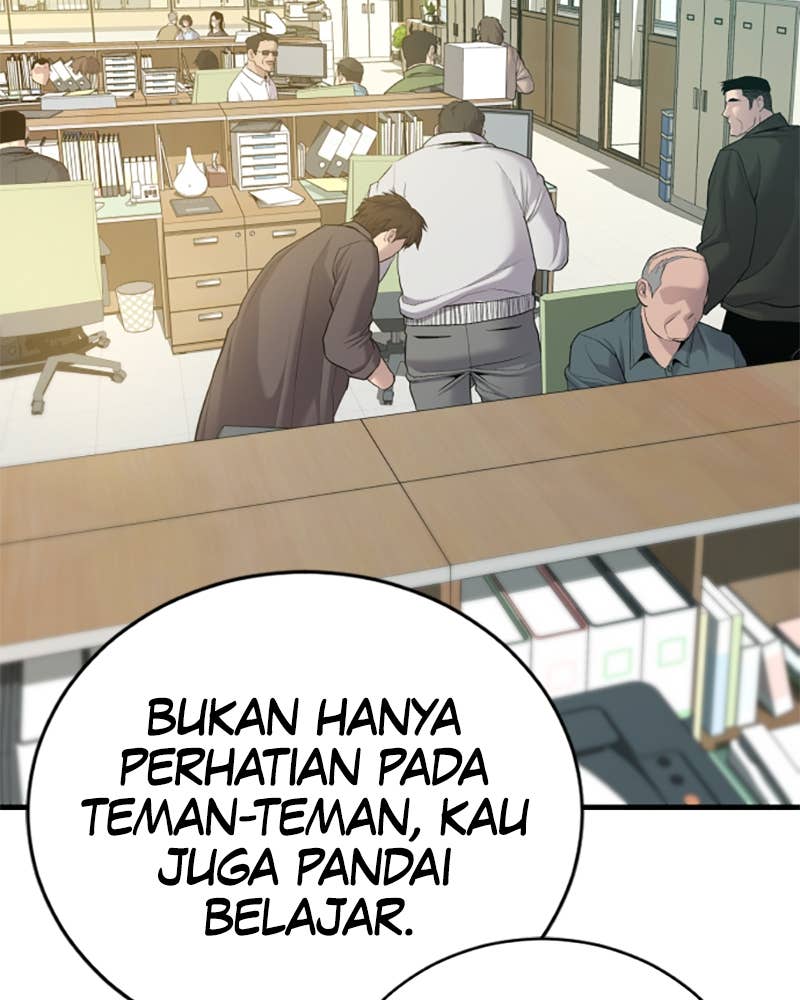 BUKAN HANYA
PERHATIAN PADA
TEMAN-TEMAN, KAU
JUGA PANDAI
BELAJAR.